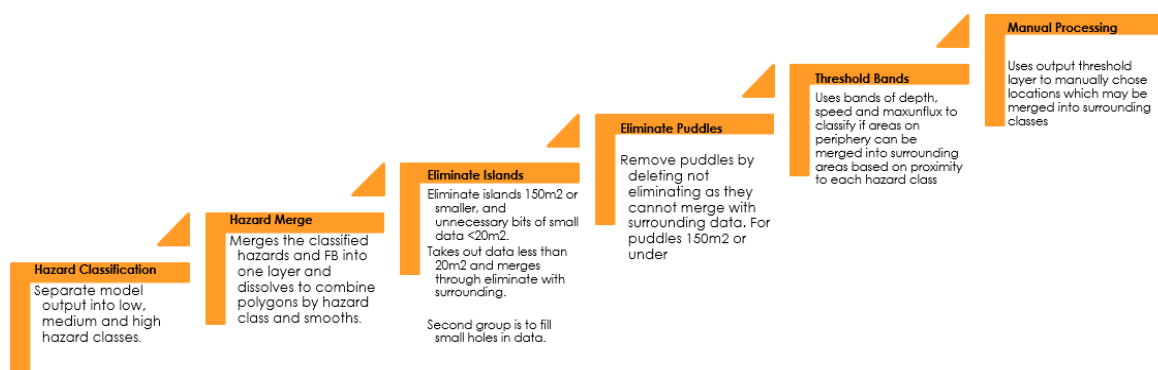 Hazard Classification
Separate model
output into low,
medium and high
hazard classes.
Hazard Merge
Merges the classified
hazards and FB into
one layer and
dissolves to combine
polygons by hazard
class and smooths.
Eliminate Islands
Eliminate islands 150m2 or
smaller, and
unnecessary bits of small
data <20m2.
Takes out data less than
20m2 and merges
through eliminate with
surrounding.
Second group is to fill
small holes in data.
Eliminate Puddles
Remove puddles by
deleting not
eliminating as they
cannot merge with
surrounding data. For
puddles 150m2 or
under
Threshold Bands
Uses bands of depth,
speed and maxunflux to
classify if areas on
periphery can be
merged into surrounding
areas based on proximity
to each hazard class
Manual Processing
Uses output threshold
layer to manually chose
locations which may be
merged into surrounding
classes